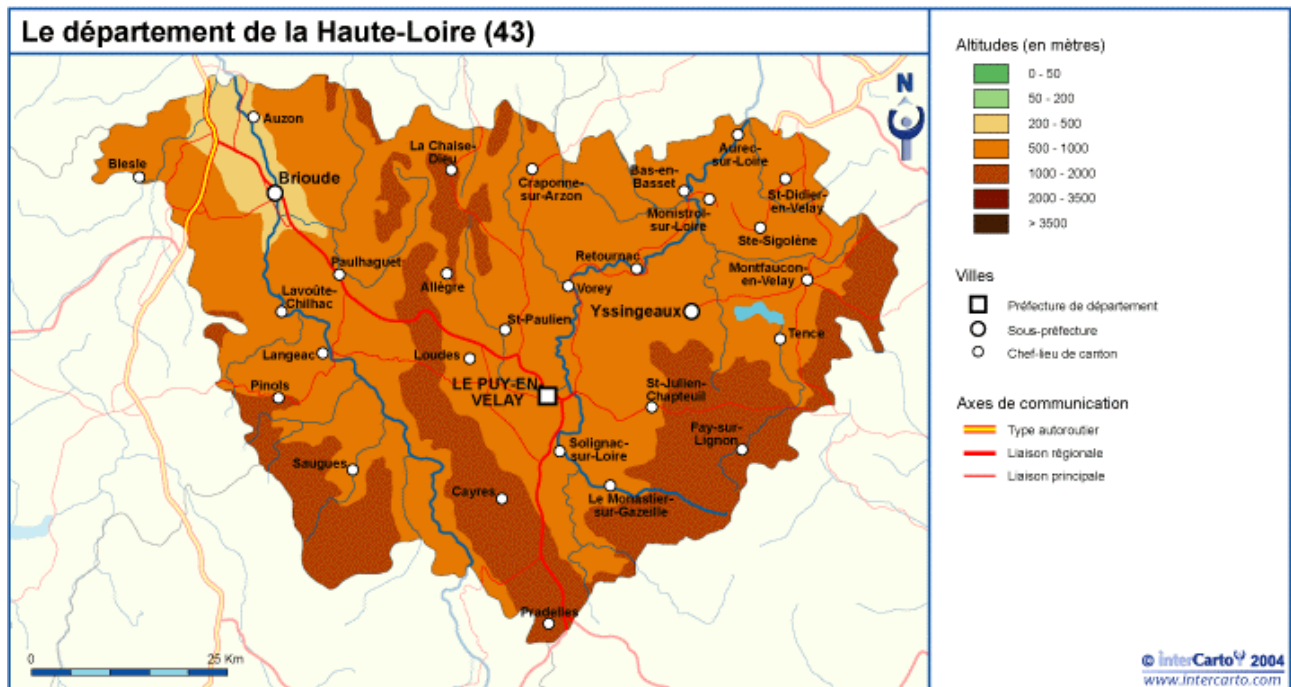 Le département de la Haute-Loire (43)
N
Auzon
Blesle
La Chaise-
Dieu
Aurec-
sur-Loire
Brioude
Craponne-
sur-Arzon
Bas-en-
Basset
St-Didier-
en-Velay
Monistrol-
sur-Loire
Ste-Sigolène
Retournac
Paulhaguet
Allègre
Montfaucon-
en-Velay
Lavoûte-
Chilhac
Vorey
Yssingeaux
St-Paulien
Tence
Langeac
Loudes
Pinols
LE PUY-EN-
VELAY
St-Julien-
Chapteuil
Fay-sur-
Lignon
Solignac-
sur-Loire
Saugues
Cayres
Le Monastier-
sur-Gazeille
Pradelles
0 25 Km
Altitudes (en mètres)
0 - 50
50 - 200
200 - 500
500 - 1000
1000 - 2000
2000 - 3500
> 3500
Villes
Préfecture de département
Sous-préfecture
Chef-lieu de canton
Axes de communication
Type autoroutier
Liaison régionale
Liaison principale
© interCarto 2004
www.intercarto.com